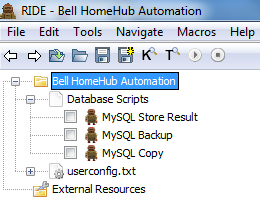 RIDE - Bell HomeHub Automation
File Edit Tools Navigate Macros Help
K T
Bell HomeHub Automation
Database Scripts
MySQL Store Result
MySQL Backup
MySQL Copy
userconfig.txt
External Resources